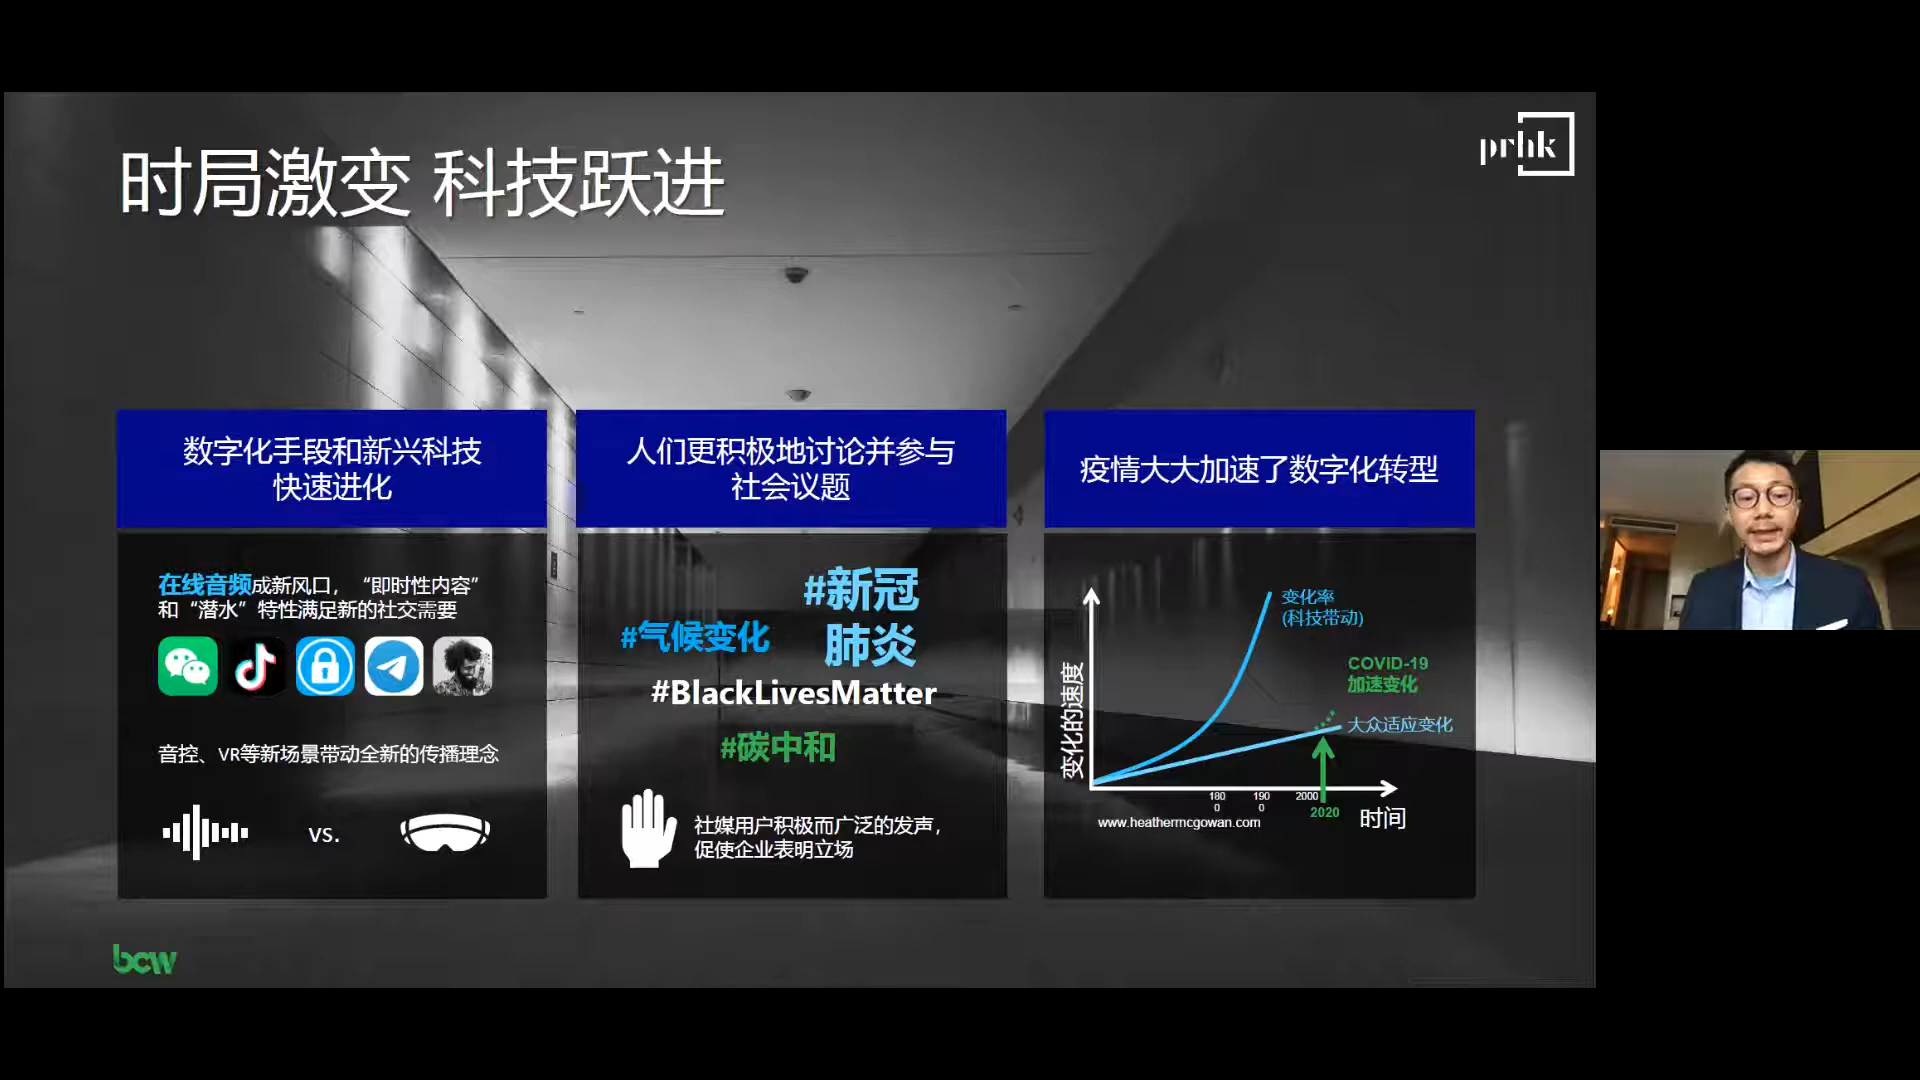 时局激变 科技跃进
prhk
数字化手段和新兴科技
快速进化
在线音频成新风口，“即时性内容”
和“潜水”特性满足新的社交需要
音控、VR等新场景带动全新的传播理念
vs.
人们更积极地讨论并参与
社会议题
#新冠
肺炎
#气候变化
#BlackLivesMatter
#碳中和
社媒用户积极而广泛的发声，
促使企业表明立场
疫情大大加速了数字化转型
变化的速度
变化率
(科技带动)
COVID-19
加速变化
大众适应变化
180
0
190
0
2000
2020
时间
www.heathermcgowan.com
bcw